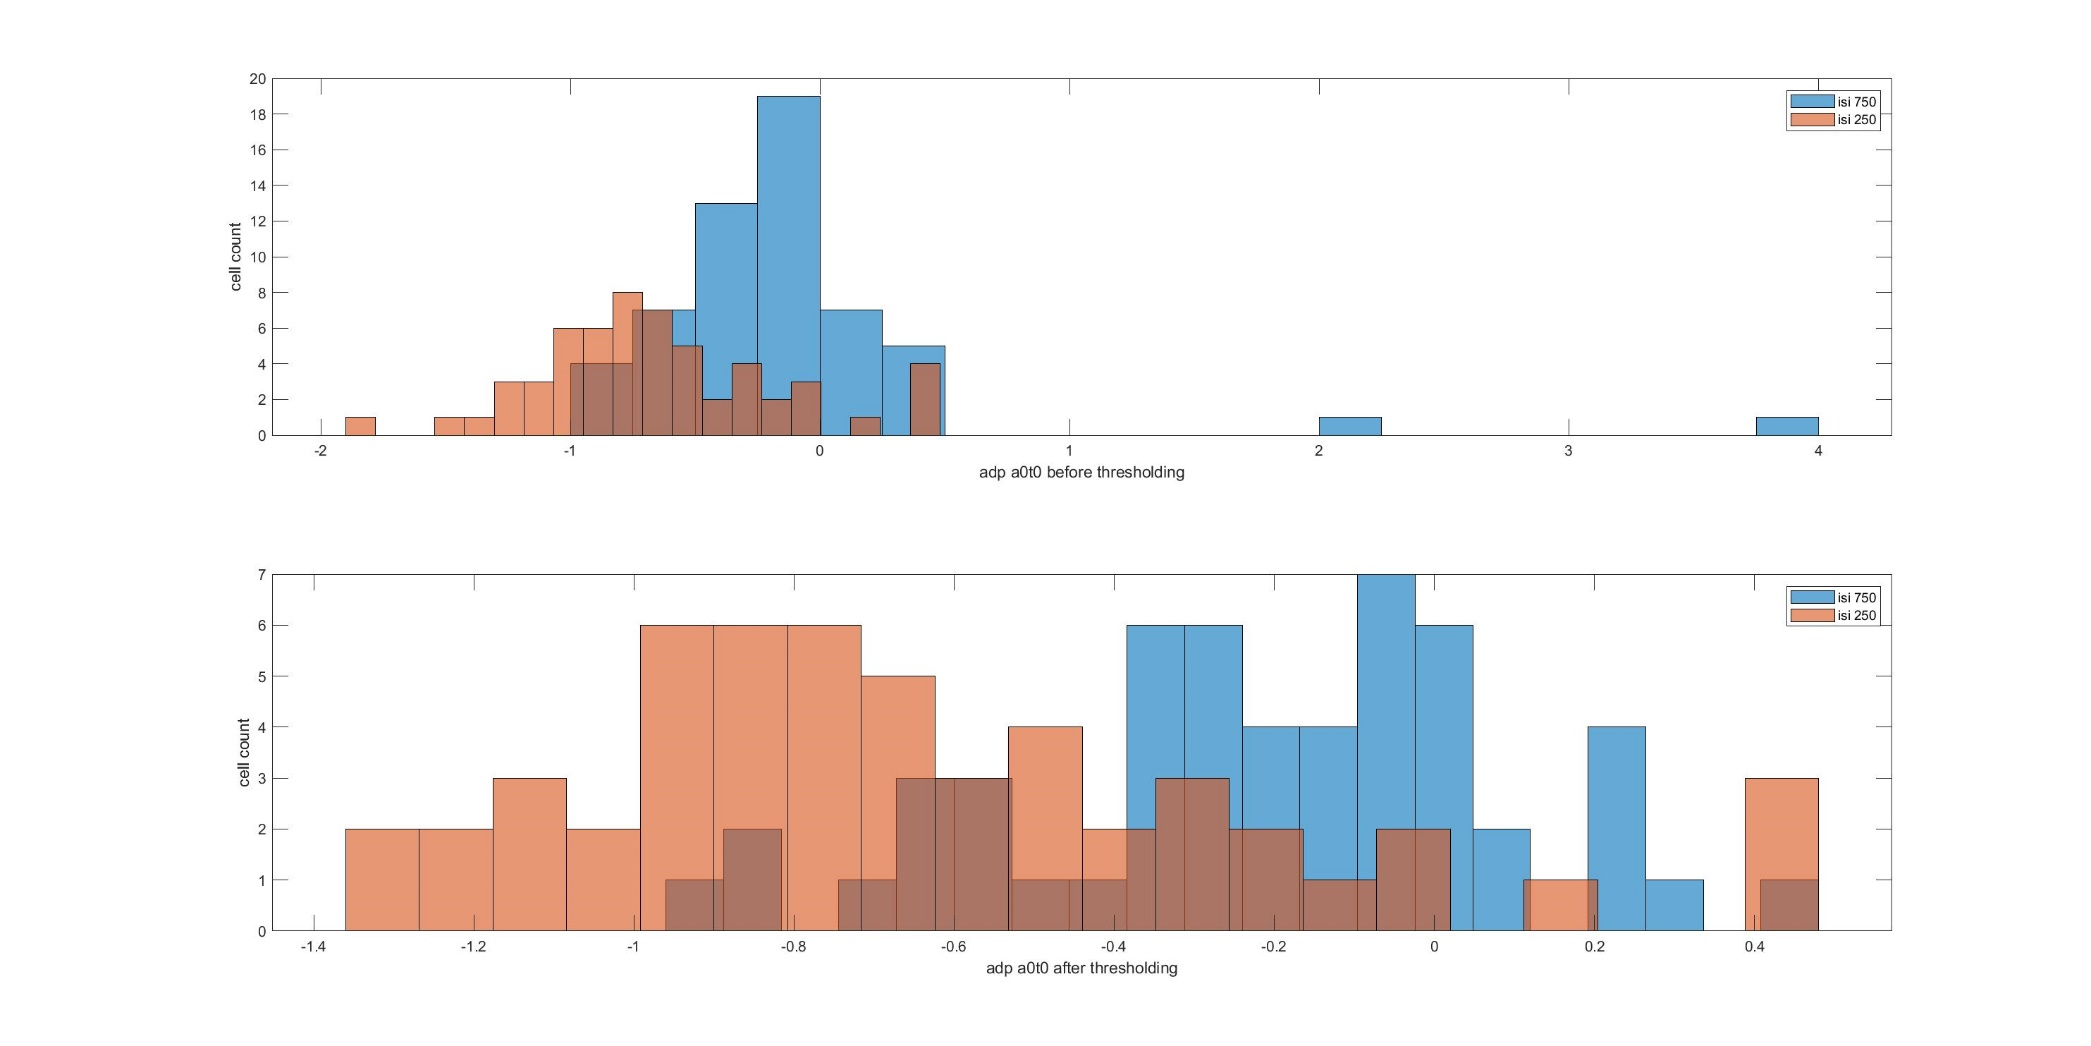 20
18
16
14
12
10
8
6
4
2
0
cell count
-2 -1 0 1 2 3 4
adp a0t0 before thresholding
isi 750
isi 250
7
6
5
4
3
2
1
0
cell count
-1.4 -1.2 -1 -0.8 -0.6 -0.4 -0.2 0 0.2 0.4
adp a0t0 after thresholding
isi 750
isi 250